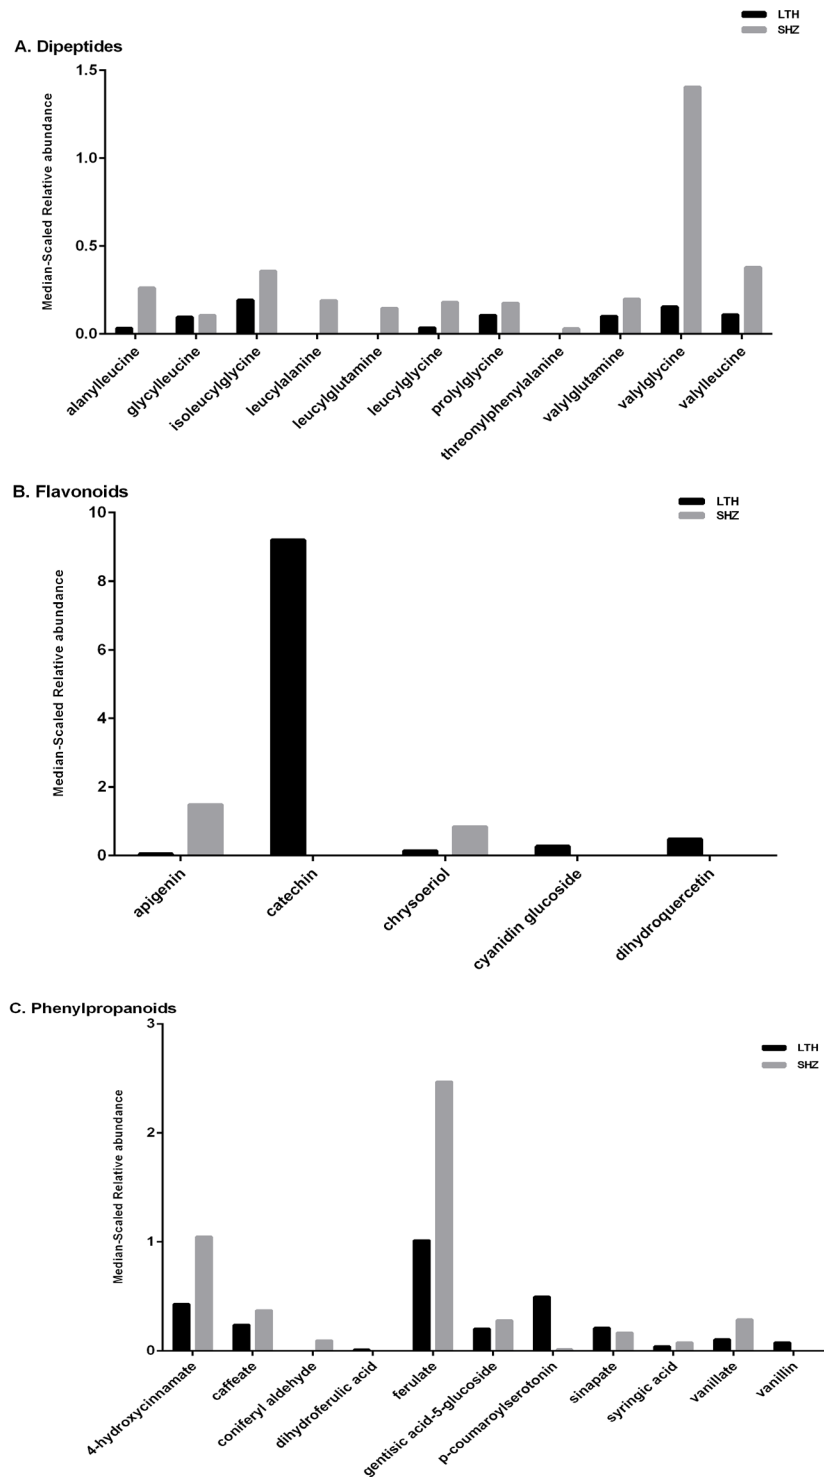 LTH
SHZ
A. Dipeptides
Median-Scaled Relative abundance
1.5
1.0
0.5
0.0
alanylleucine
glycylleucine
isoleucylglycine
leucylalanine
leucylglutamine
leucylglycine
prolylglycine
threonylphenylalanine
valylglutamine
valylglycine
valylleucine
B. Flavonoids
LTH
SHZ
Median-Scaled Relative abundance
10
8
6
4
2
0
apigenin
catechin
chrysoeriol
cyanidin glucoside
dihydroquercetin
C. Phenylpropanoids
LTH
SHZ
Median-Scaled Relative abundance
3
2
1
0
4-hydroxycinnamate
caffeate
coniferyl aldehyde
dihydroferulic acid
ferulate
gentisic acid-5-glucoside
p-coumaroylserotonin
sinapate
syringic acid
vanillate
vanillin